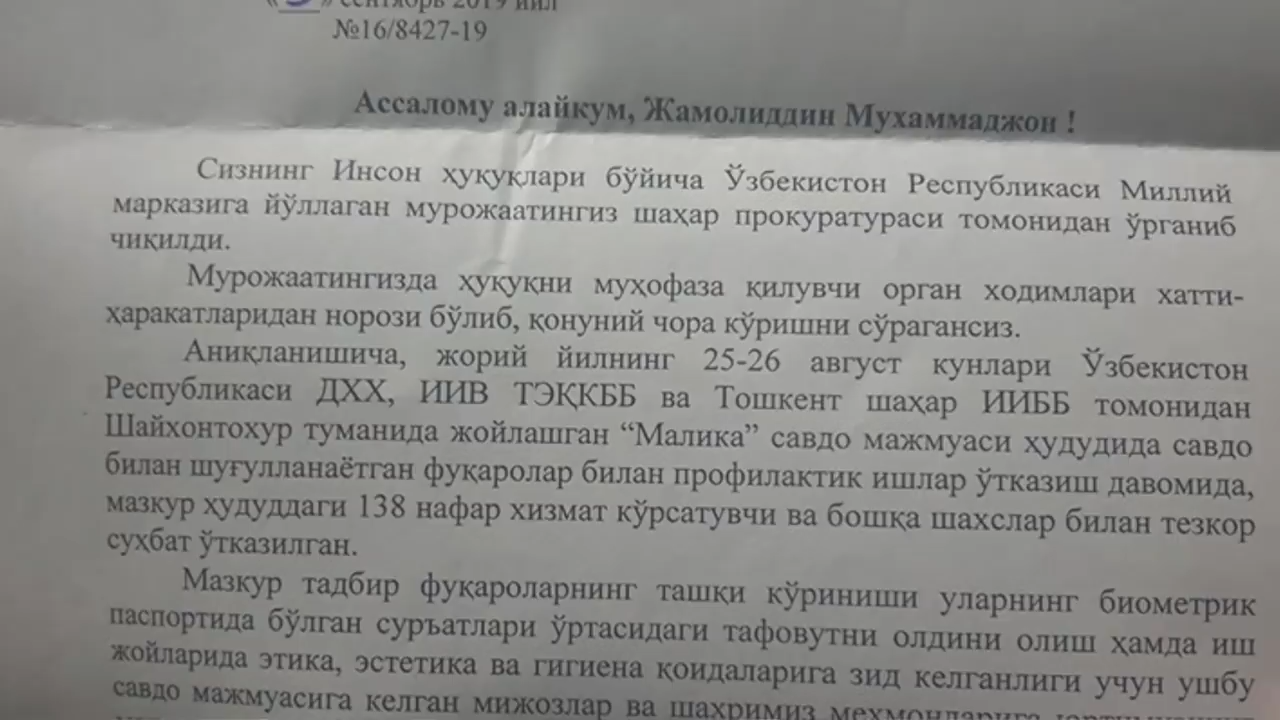 «5» сентябрь 2019 йил
№16/8427-19
Ассалому алайкум, Жамолиддин Мухаммаджон !
Сизнинг Инсон ҳуқуқлари бўйича Ўзбекистон Республикаси Миллий
марказига йўллаган мурожаатингиз шаҳар прокуратураси томонидан ўрганиб
чиқилди.
Мурожаатингизда ҳуқуқни муҳофаза қилувчи орган ходимлари хатти-
ҳаракатларидан норози бўлиб, қонуний чора кўришни сўрагансиз.
Аниқланишича, жорий йилнинг 25-26 август кунлари Ўзбекистон
Республикаси ДХХ, ИИВ ТЭҚКББ ва Тошкент шаҳар ИИББ томонидан
Шайхонтохур туманида жойлашган “Малика” савдо мажмуаси ҳудудида савдо
билан шуғулланаётган фуқаролар билан профилактик ишлар ўтказиш давомида,
мазкур ҳудуддаги 138 нафар хизмат кўрсатувчи ва бошқа шахслар билан тезкор
суҳбат ўтказилган.
Мазкур тадбир фуқароларнинг ташқи кўриниши уларнинг биометрик
паспортида бўлган суръатлари ўртасидаги тафовутни олдини олиш ҳамда иш
жойларида этика, эстетика ва гигиена қоидаларига зид келганлиги учун ушбу
савдо мажмуасига келган мижозлар ва шаҳримиз меҳмонларига